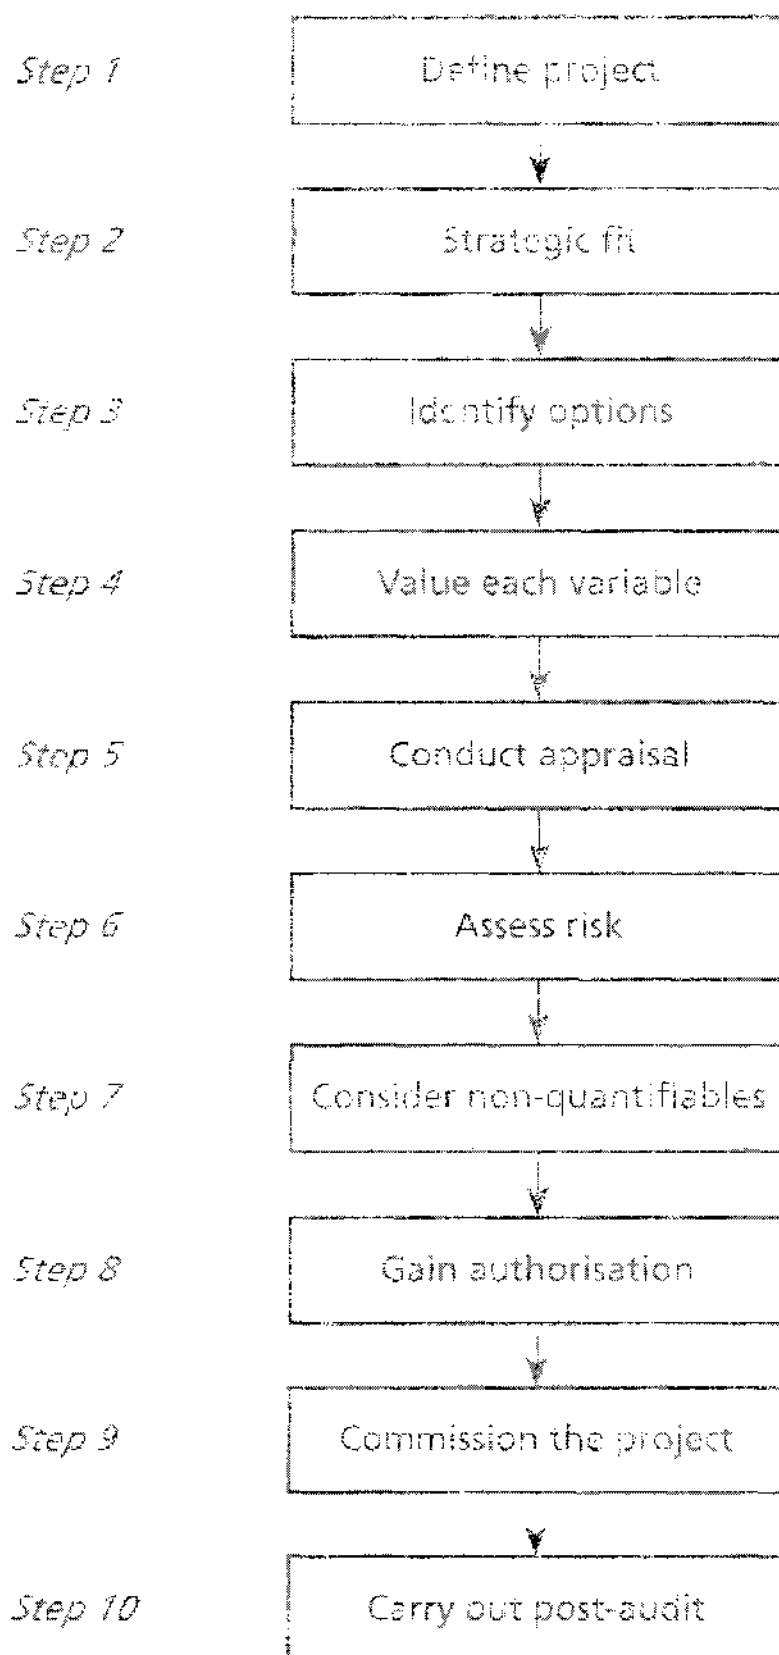 Step 1 Define project
Step 2 Strategic fit
Step 3 Identify options
Step 4 Value each variable
Step 5 Conduct appraisal
Step 6 Assess risk
Step 7 Consider non-quantifiables
Step 8 Gain authorisation
Step 9 Commission the project
Step 10 Carry out post-audit